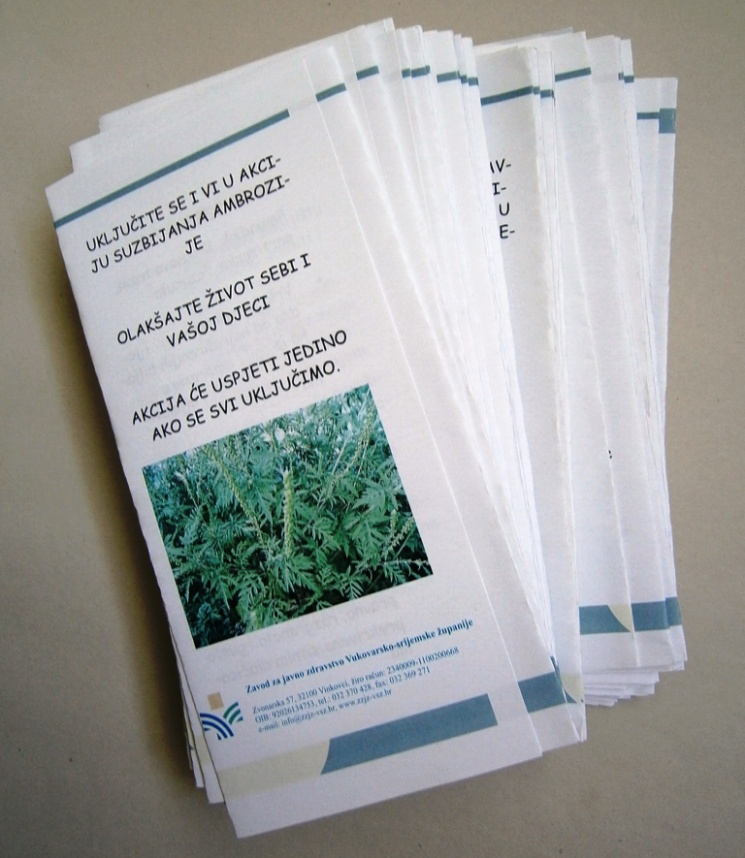 UKLJUČITE SE I VI U AKCI-
JU SUZBIJANJA AMBROZI-
JE
OLAKŠAJTE ŽIVOT SEBI I
VAŠOJ DJECI
AKCIJA ĆE USPJETI JEDINO
AKO SE SVI UKLJUČIMO.
Zavod za javno zdravstvo Vukovarsko-srijemske županije
Zvonarska 57, 32100 Vinkovci, žiro račun: 2340009-1100200668
OIB: 92026134753, tel.: 032 370 428, fax: 032 369 271
e-mail: info@zzjz-vsz.hr, www.zzjz-vsz.hr
AV-
I-
U
E-